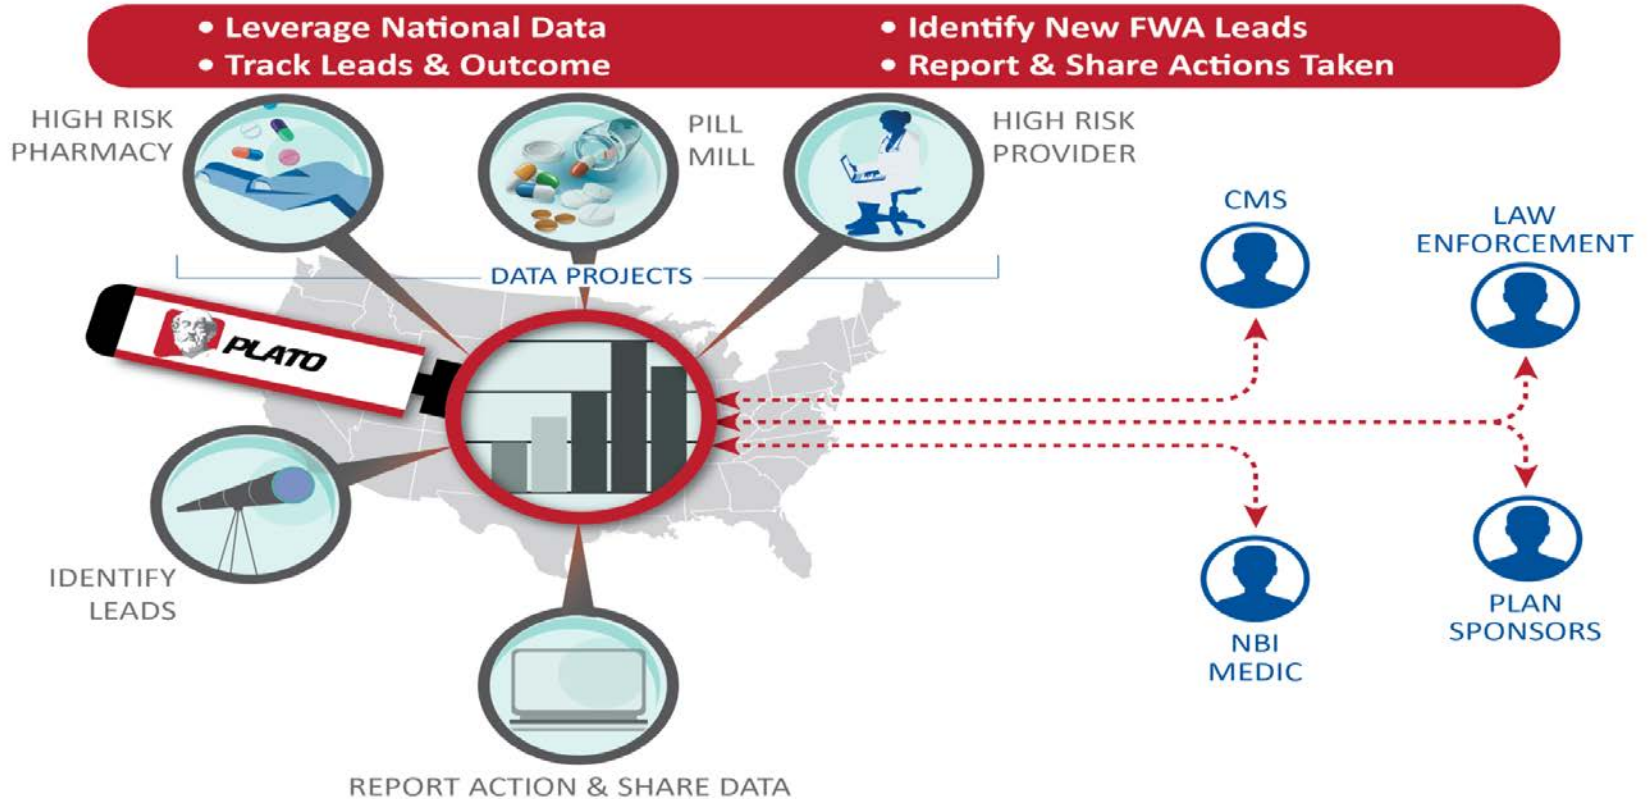 • Leverage National Data
• Track Leads & Outcome
• Identify New FWA Leads
• Report & Share Actions Taken
HIGH RISK
PHARMACY
PILL
MILL
HIGH RISK
PROVIDER
DATA PROJECTS
PLATO
CMS
LAW
ENFORCEMENT
IDENTIFY
LEADS
NBI
MEDIC
PLAN
SPONSORS
REPORT ACTION & SHARE DATA